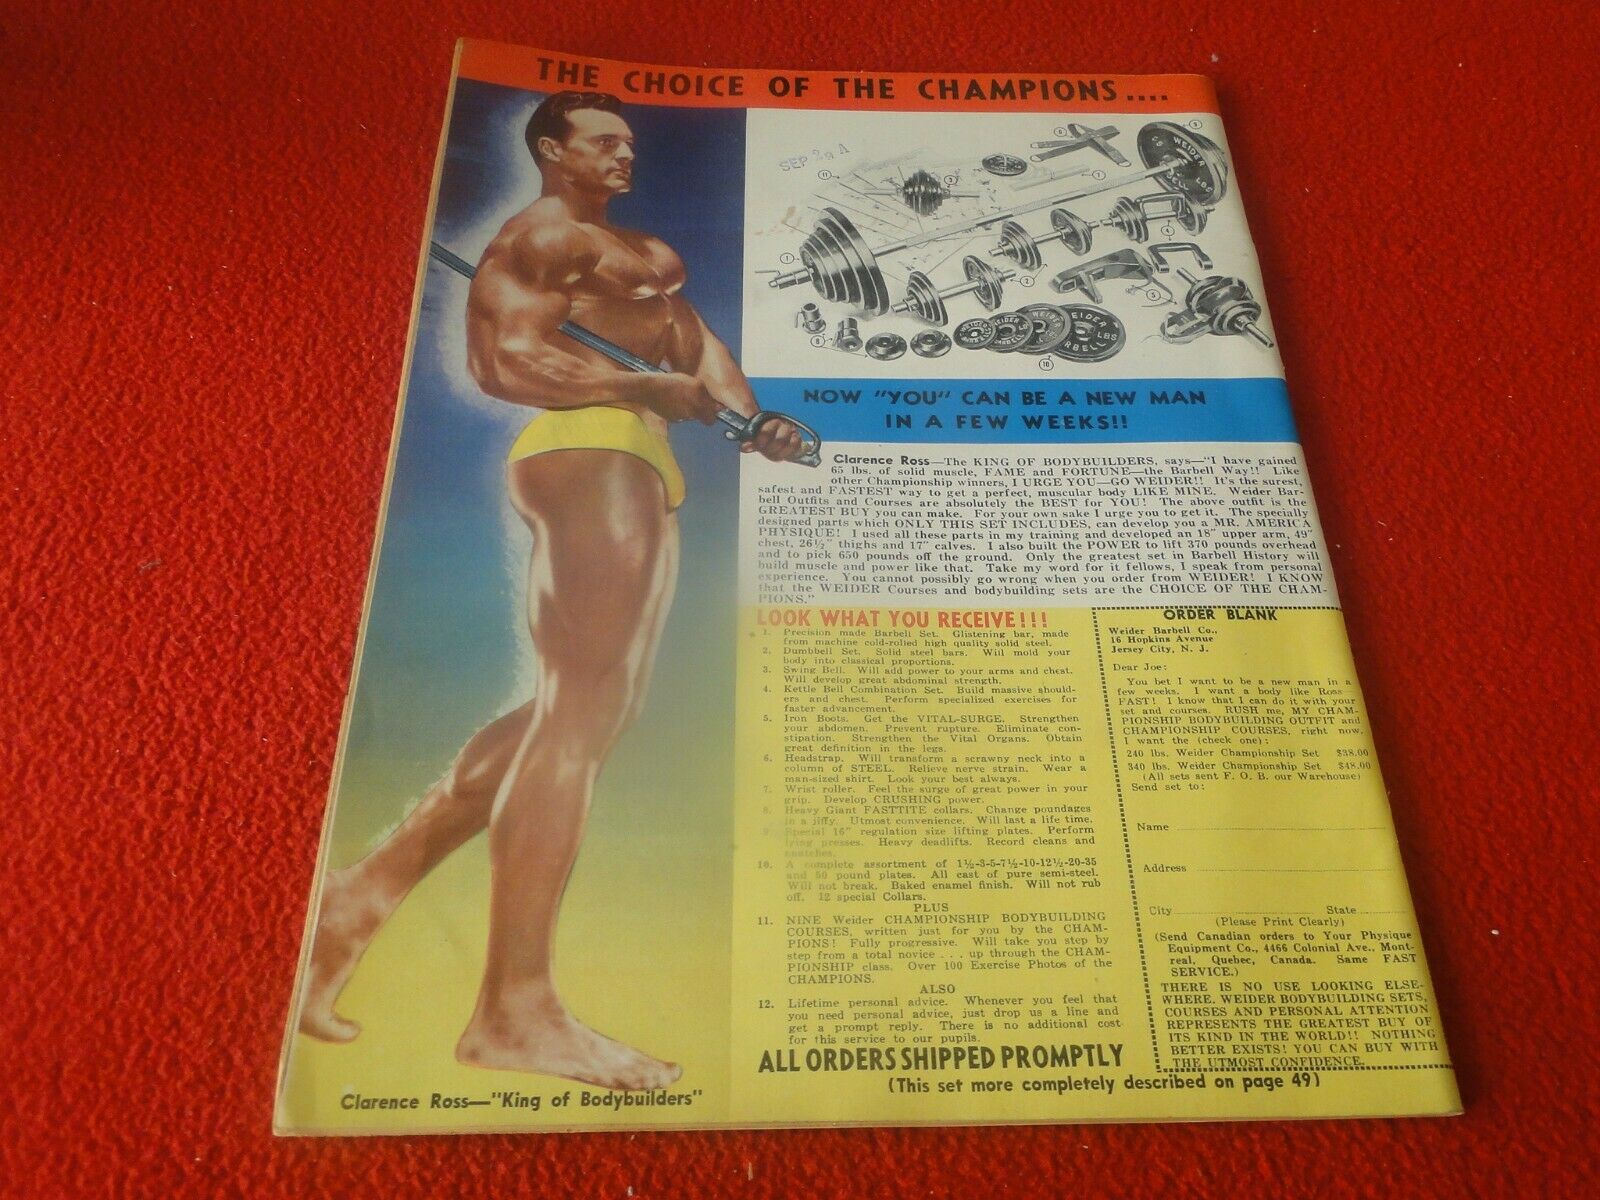 THE CHOICE OF THE CHAMPIONS....
SEP 29 A
WEIDER
BARBELL
LBS
NOW "YOU" CAN BE A NEW MAN
IN A FEW WEEKS!!
Clarence Ross—The KING OF BODYBUILDERS, says—"I have gained
65 lbs. of solid muscle, FAME and FORTUNE—the Barbell Way!! Like
other Championship winners, I URGE YOU—GO WEIDER!! It's the surest,
safest and FASTEST way to get a perfect, muscular body LIKE MINE. Weider Bar-
bell Outfits and Courses are absolutely the BEST for YOU! The above outfit is the
GREATEST BUY you can make. For your own sake I urge you to get it. The specially
designed parts which ONLY THIS SET INCLUDES, can develop you a MR. AMERICA
PHYSIQUE! I used all these parts in my training and developed an 18" upper arm, 49"
chest, 26½" thighs and 17" calves. I also built the POWER to lift 370 pounds overhead
and to pick 650 pounds off the ground. Only the greatest set in Barbell History will
build muscle and power like that. Take my word for it fellows, I speak from personal
experience. You cannot possibly go wrong when you order from WEIDER! I KNOW
that the WEIDER Courses and bodybuilding sets are the CHOICE OF THE CHAM-
PIONS."
LOOK WHAT YOU RECEIVE!!!
1. Precision made Barbell Set. Glistening bar, made
from machine cold-rolled high quality solid steel.
2. Dumbbell Set. Solid steel bars. Will mold your
body into classical proportions.
3. Swing Bell. Will add power to your arms and chest.
Will develop great abdominal strength.
4. Kettle Bell Combination Set. Build massive should-
ers and chest. Perform specialized exercises for
faster advancement.
5. Iron Boots. Get the VITAL-SURGE. Strengthen
your abdomen. Prevent rupture. Eliminate con-
stipation. Strengthen the Vital Organs. Obtain
great definition in the legs.
6. Headstrap. Will transform a scrawny neck into a
column of STEEL. Relieve nerve strain. Wear a
man-sized shirt. Look your best always.
7. Wrist roller. Feel the surge of great power in your
grip. Develop CRUSHING power.
8. Heavy Giant FASTTITE collars. Change poundages
in a jiffy. Utmost convenience. Will last a life time.
9. Special 16" regulation size lifting plates. Perform
lying presses. Heavy deadlifts. Record cleans and
snatches.
10. A complete assortment of 1½-3-5-7½-10-12½-20-35
and 50 pound plates. All cast of pure semi-steel.
Will not break. Baked enamel finish. Will not rub
off. 12 special Collars.
PLUS
11. NINE Weider CHAMPIONSHIP BODYBUILDING
COURSES, written just for you by the CHAM-
PIONS! Fully progressive. Will take you step by
step from a total novice . . . up through the CHAM-
PIONSHIP class. Over 100 Exercise Photos of the
CHAMPIONS.
ALSO
12. Lifetime personal advice. Whenever you feel that
you need personal advice, just drop us a line and
get a prompt reply. There is no additional cost
for this service to our pupils.
ALL ORDERS SHIPPED PROMPTLY
(This set more completely described on page 49)
ORDER BLANK
Weider Barbell Co.,
16 Hopkins Avenue
Jersey City, N. J.
Dear Joe:
You bet I want to be a new man in a
few weeks. I want a body like Ross—
FAST! I know that I can do it with your
set and courses. RUSH me, MY CHAM-
PIONSHIP BODYBUILDING OUTFIT and
CHAMPIONSHIP COURSES, right now.
I want the (check one):
240 lbs. Weider Championship Set $38.00
340 lbs. Weider Championship Set $48.00
(All sets sent F. O. B. our Warehouse)
Send set to:
Name
Address
City State
(Please Print Clearly)
(Send Canadian orders to Your Physique
Equipment Co., 4466 Colonial Ave., Mont-
real, Quebec, Canada. Same FAST
SERVICE.)
THERE IS NO USE LOOKING ELSE-
WHERE. WEIDER BODYBUILDING SETS,
COURSES AND PERSONAL ATTENTION
REPRESENTS THE GREATEST BUY OF
ITS KIND IN THE WORLD!! NOTHING
BETTER EXISTS! YOU CAN BUY WITH
THE UTMOST CONFIDENCE.
Clarence Ross—"King of Bodybuilders"